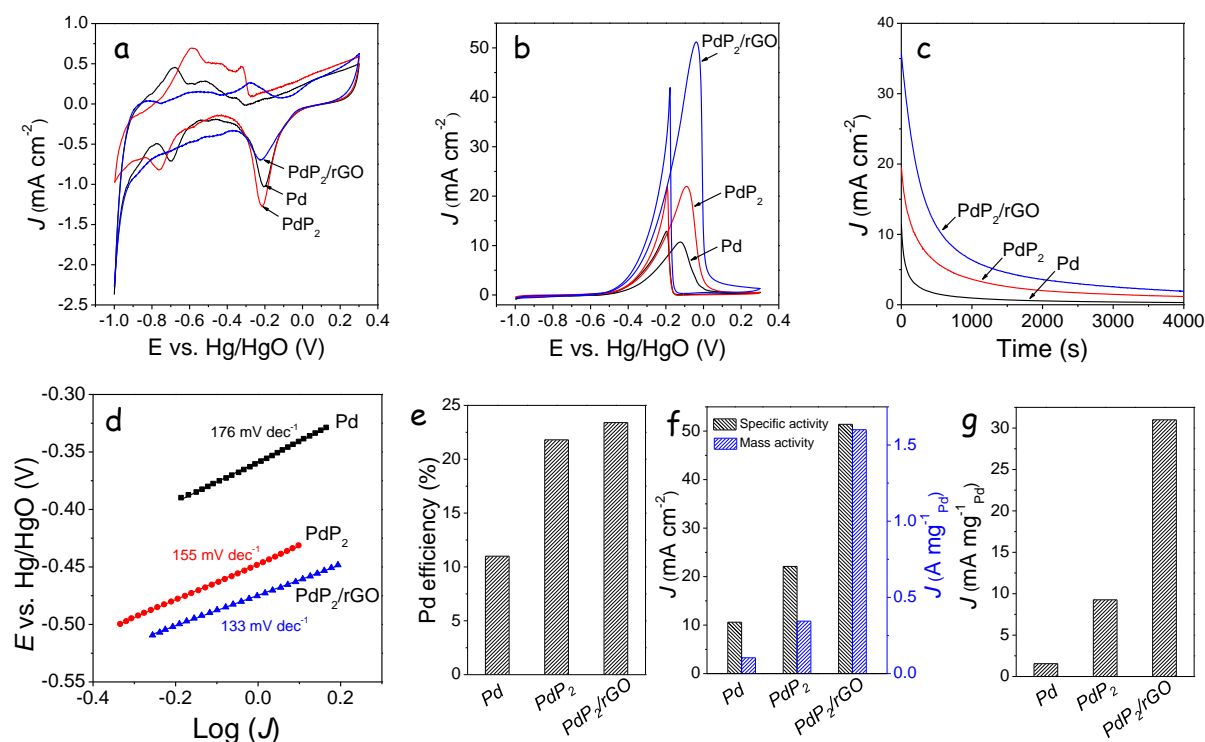 a
J (mA cm-2)
1.0
0.5
0.0
-0.5
-1.0
-1.5
-2.0
-2.5
PdP2/rGO
Pd
PdP2
-1.0 -0.8 -0.6 -0.4 -0.2 0.0 0.2 0.4
E vs. Hg/HgO (V)
b
J (mA cm-2)
50
40
30
20
10
0
PdP2/rGO
PdP2
Pd
-1.0 -0.8 -0.6 -0.4 -0.2 0.0 0.2 0.4
E vs. Hg/HgO (V)
c
J (mA cm-2)
40
30
20
10
0
PdP2/rGO
PdP2
Pd
0 1000 2000 3000 4000
Time (s)
d
E vs. Hg/HgO (V)
-0.30
-0.35
-0.40
-0.45
-0.50
-0.55
176 mV dec-1
Pd
155 mV dec-1
PdP2
PdP2/rGO
133 mV dec-1
-0.4 -0.2 0.0 0.2 0.4
Log (J)
e
Pd efficiency (%)
25
20
15
10
5
0
Pd PdP2 PdP2/rGO
f
J (mA cm-2)
50
40
30
20
10
0
Specific activity
Mass activity
1.5
1.0
0.5
0.0
J (A mg-1Pd)
Pd PdP2 PdP2/rGO
g
J (mA mg-1Pd)
30
25
20
15
10
5
0
Pd PdP2 PdP2/rGO